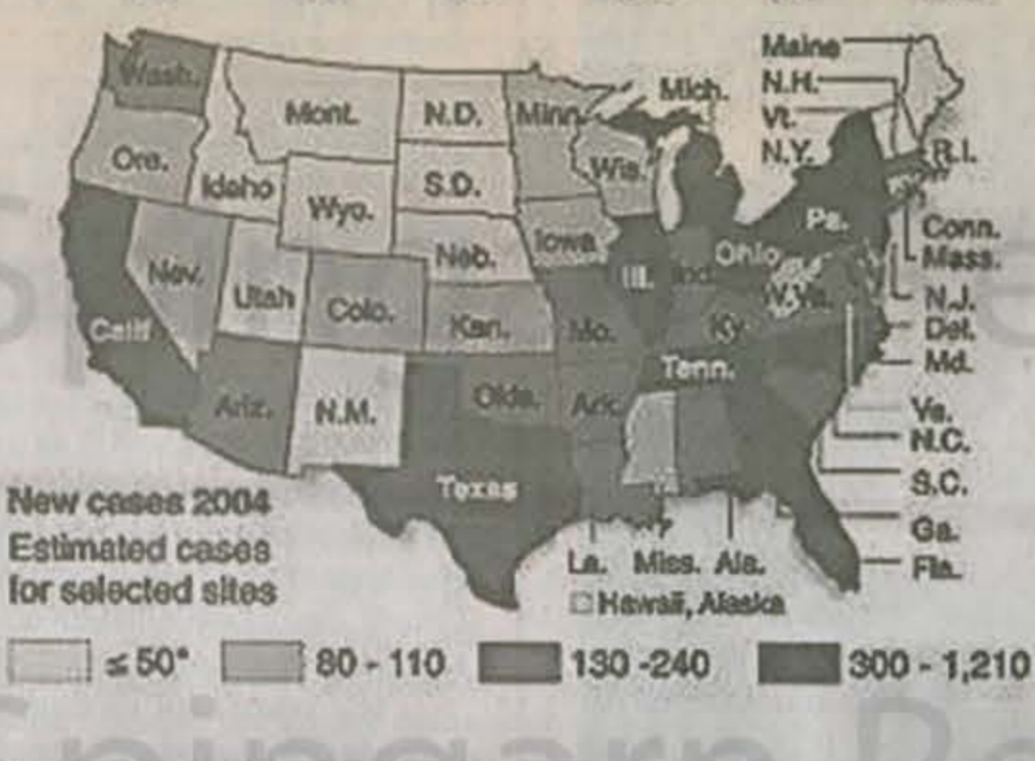 Wash.
Mont.
N.D.
Minn.
Mich.
Maine
N.H.
Vt.
N.Y.
R.I.
Ore.
Idaho
S.D.
Wis.
Wyo.
Pa.
Conn.
Mass.
Nev.
Utah
Colo.
Neb.
Iowa
Ill.
Ind.
Ohio
W.Va.
N.J.
Del.
Md.
Calif
Kan.
Mo.
Ky.
Tenn.
Ariz.
N.M.
Okla.
Ark.
Va.
N.C.
S.C.
Texas
Ga.
Fla.
La. Miss. Ala.
Hawaii, Alaska
New cases 2004
Estimated cases
for selected sites
≤ 50* 80 - 110 130 -240 300 - 1,210